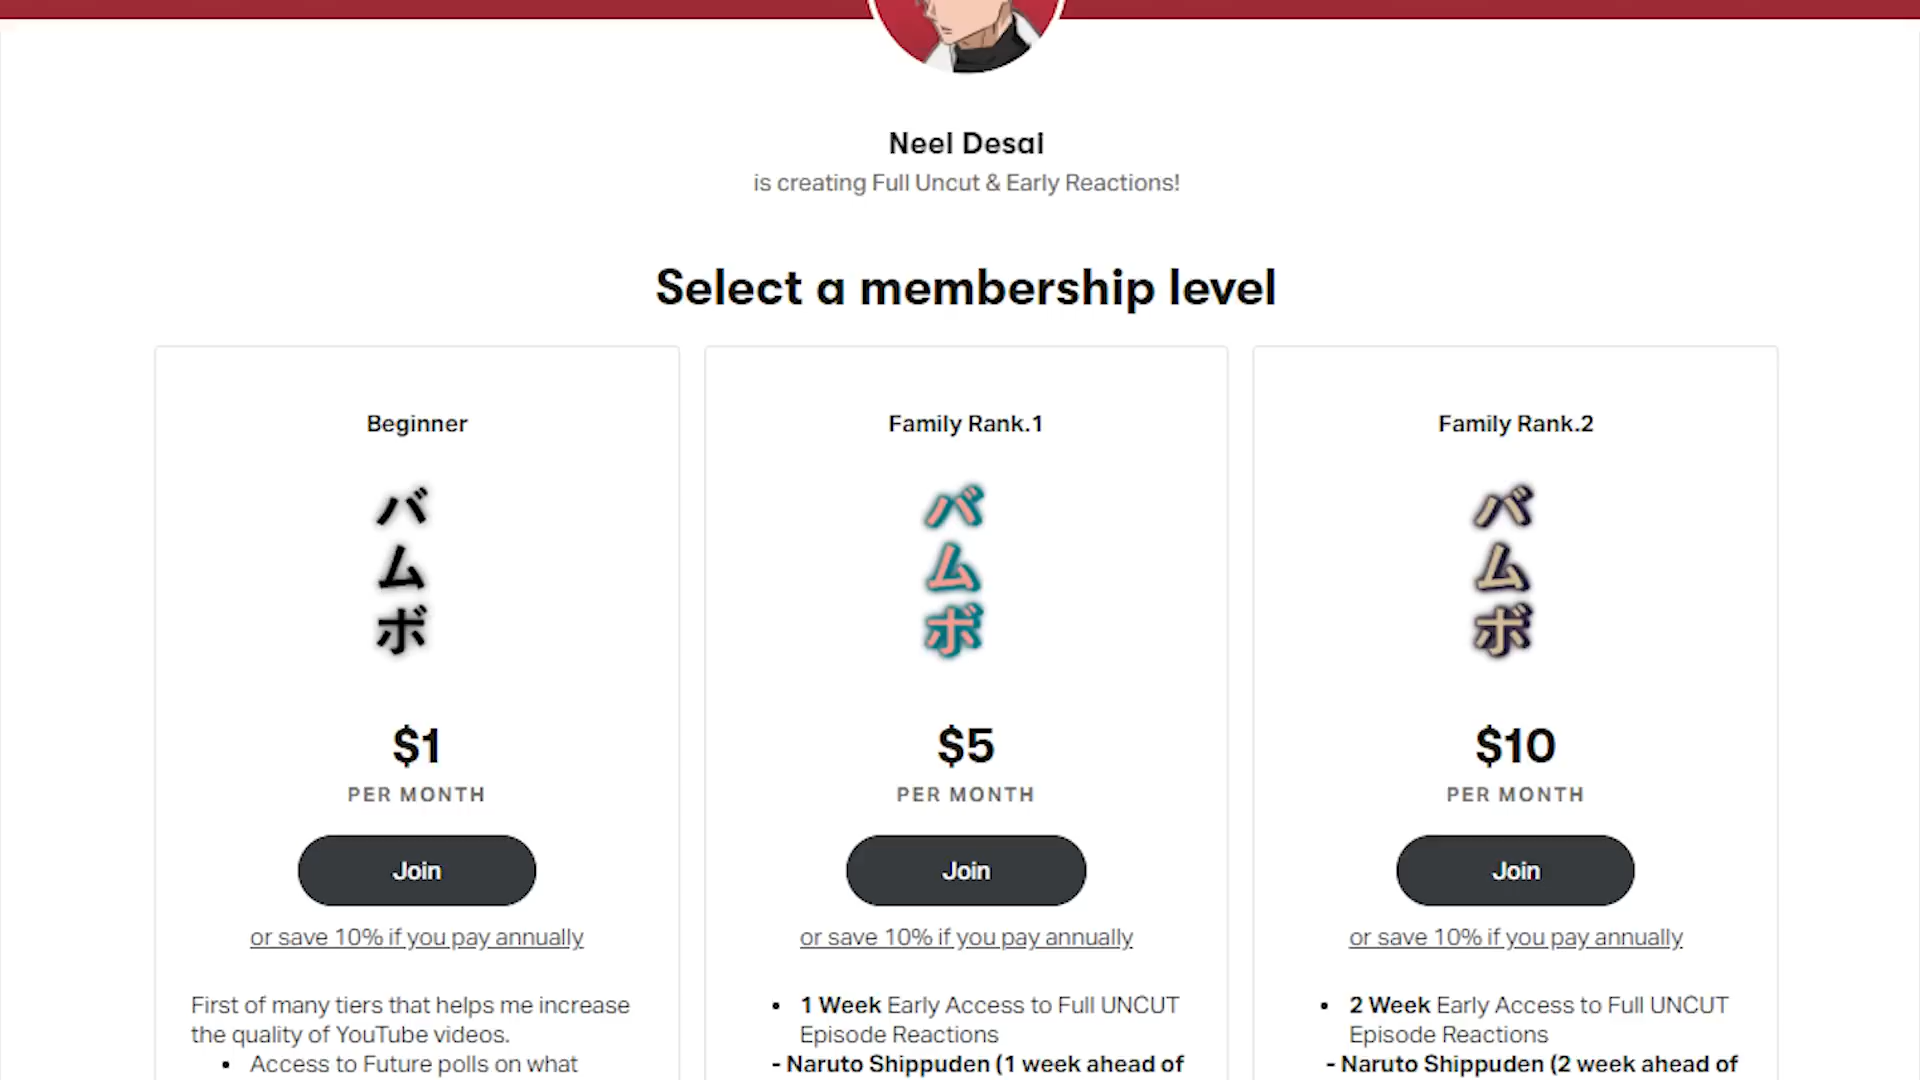 Neel Desai
is creating Full Uncut & Early Reactions!
Select a membership level
Beginner
バムボ
$1
PER MONTH
Join
or save 10% if you pay annually
First of many tiers that helps me increase
the quality of YouTube videos.
• Access to Future polls on what
Family Rank.1
バムボ
$5
PER MONTH
Join
or save 10% if you pay annually
• 1 Week Early Access to Full UNCUT
Episode Reactions
- Naruto Shippuden (1 week ahead of
Family Rank.2
バムボ
$10
PER MONTH
Join
or save 10% if you pay annually
• 2 Week Early Access to Full UNCUT
Episode Reactions
- Naruto Shippuden (2 week ahead of